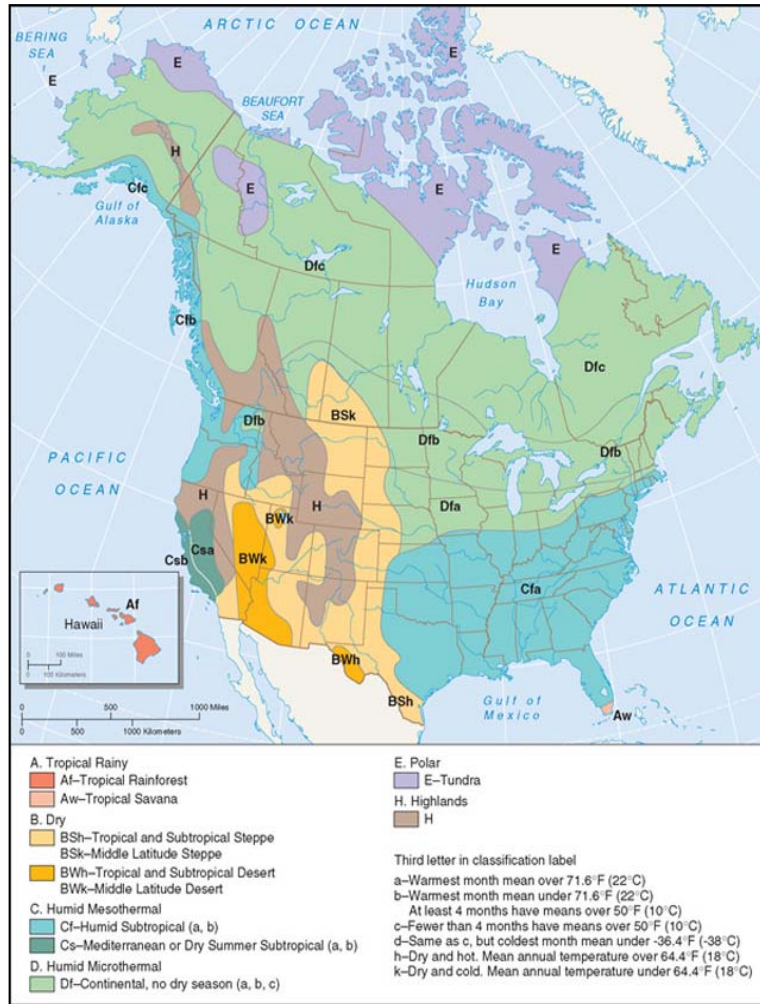 ARCTIC OCEAN
BERING
SEA
E
E
E
BEAUFORT
SEA
H
E
E
Cfc
Gulf of
Alaska
E
Dfc
Hudson
Bay
Cfb
Dfc
BSk
Dfb
Dfb
Dfb
PACIFIC
OCEAN
H
H
Dfa
BWk
Csa
Csb
BWk
Cfa
ATLANTIC
OCEAN
Af
Hawaii
0 100 Miles
0 100 Kilometers
BWh
BSh
Gulf of
Mexico
Aw
0 500 1000 Miles
0 500 1000 Kilometers
A. Tropical Rainy
Af–Tropical Rainforest
Aw–Tropical Savana
B. Dry
BSh–Tropical and Subtropical Steppe
BSk–Middle Latitude Steppe
BWh–Tropical and Subtropical Desert
BWk–Middle Latitude Desert
C. Humid Mesothermal
Cf–Humid Subtropical (a, b)
Cs–Mediterranean or Dry Summer Subtropical (a, b)
D. Humid Microthermal
Df–Continental, no dry season (a, b, c)
E. Polar
E–Tundra
H. Highlands
H
Third letter in classification label
a–Warmest month mean over 71.6°F (22°C)
b–Warmest month mean under 71.6°F (22°C)
At least 4 months have means over 50°F (10°C)
c–Fewer than 4 months have means over 50°F (10°C)
d–Same as c, but coldest month mean under -36.4°F (-38°C)
h–Dry and hot. Mean annual temperature over 64.4°F (18°C)
k–Dry and cold. Mean annual temperature under 64.4°F (18°C)